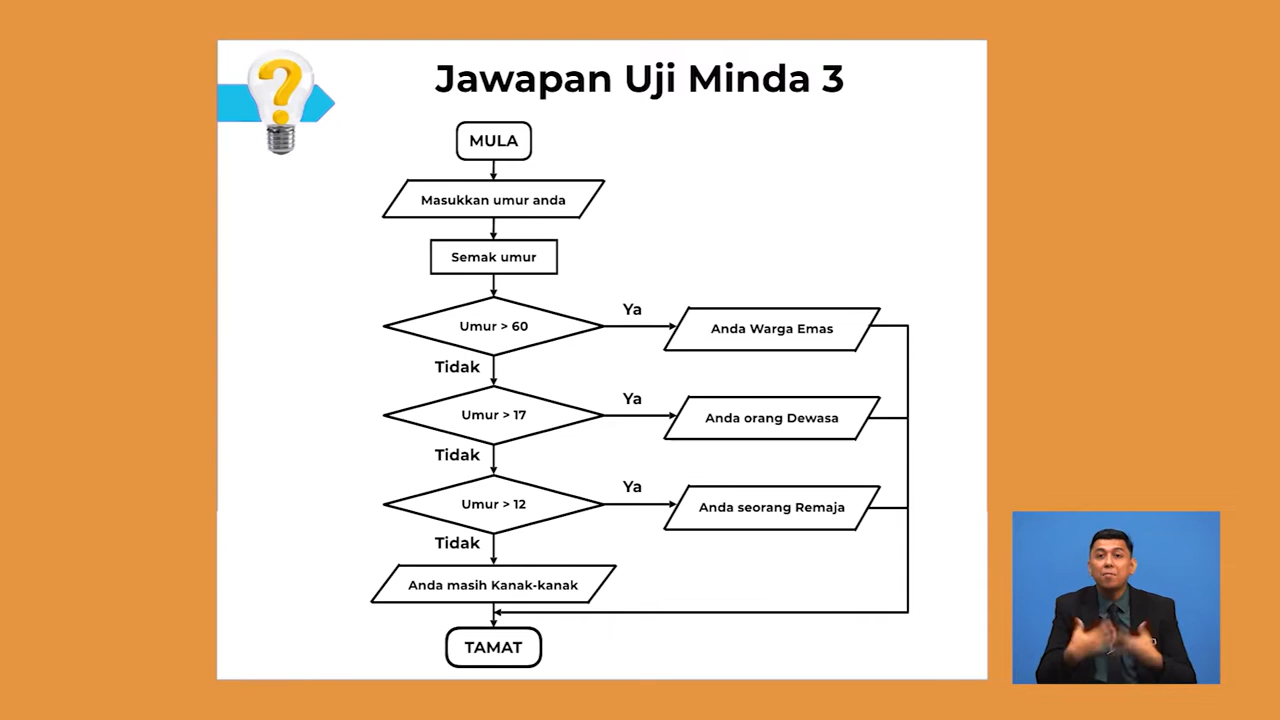 Jawapan Uji Minda 3
MULA
Masukkan umur anda
Semak umur
Umur > 60
Ya
Anda Warga Emas
Tidak
Umur > 17
Ya
Anda orang Dewasa
Tidak
Umur > 12
Ya
Anda seorang Remaja
Tidak
Anda masih Kanak-kanak
TAMAT